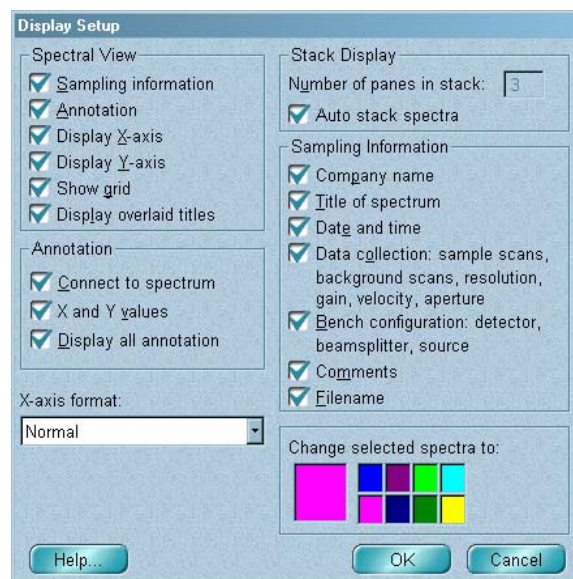 Display Setup
Spectral View
Sampling information
Annotation
Display X-axis
Display Y-axis
Show grid
Display overlaid titles
Annotation
Connect to spectrum
X and Y values
Display all annotation
X-axis format:
Normal
Stack Display
Number of panes in stack: 3
Auto stack spectra
Sampling Information
Company name
Title of spectrum
Date and time
Data collection: sample scans,
background scans, resolution,
gain, velocity, aperture
Bench configuration: detector,
beamsplitter, source
Comments
Filename
Change selected spectra to:
Help...
OK
Cancel